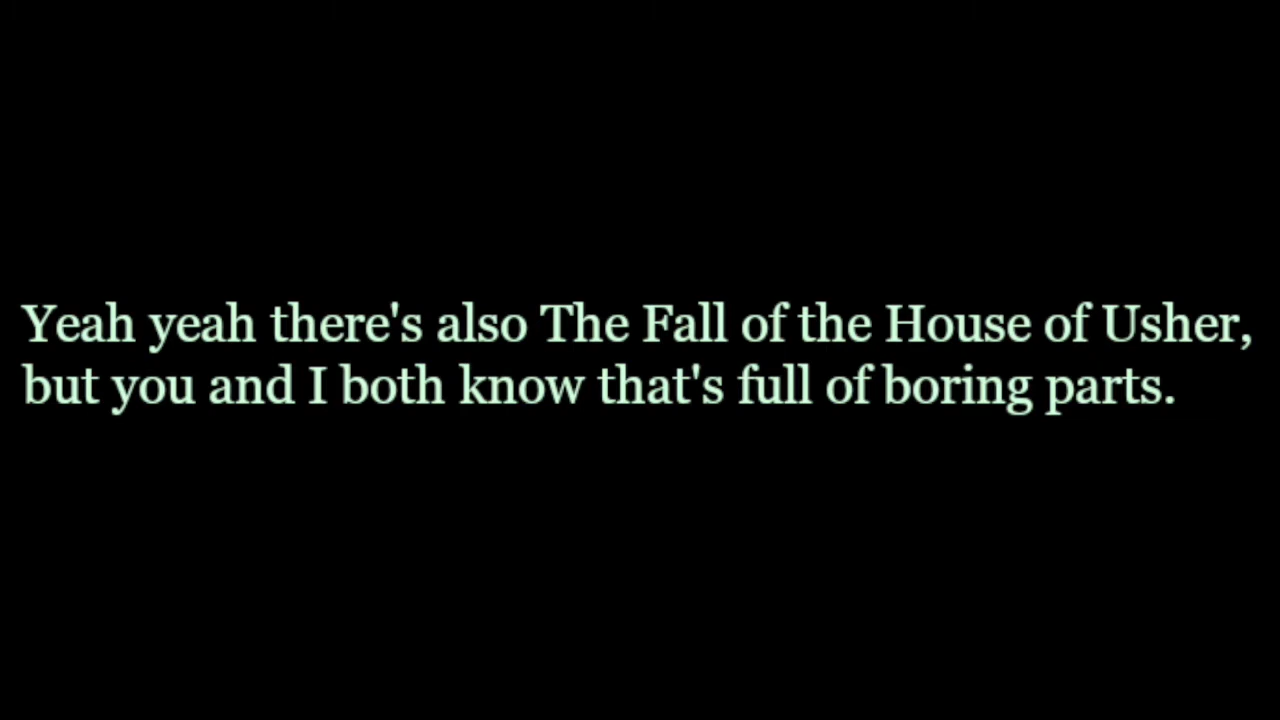 Yeah yeah there's also The Fall of the House of Usher,
but you and I both know that's full of boring parts.